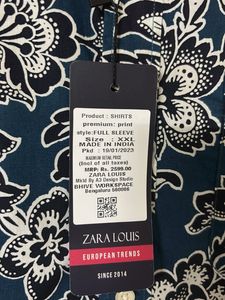 Product : SHIRTS
premium: print
style:FULL SLEEVE
Size : XXL
MADE IN INDIA
Pkd : 19/01/2023
MAXIMUM RETAIL PRICE
(Incl of all taxes)
MRP: Rs. 2599.00
ZARA LOUIS
Mktd By A3 Design Studio
BHIVE WORKSPACE
Bengaluru 560066
ZARA LOUIS
EUROPEAN TRENDS
SINCE 2014